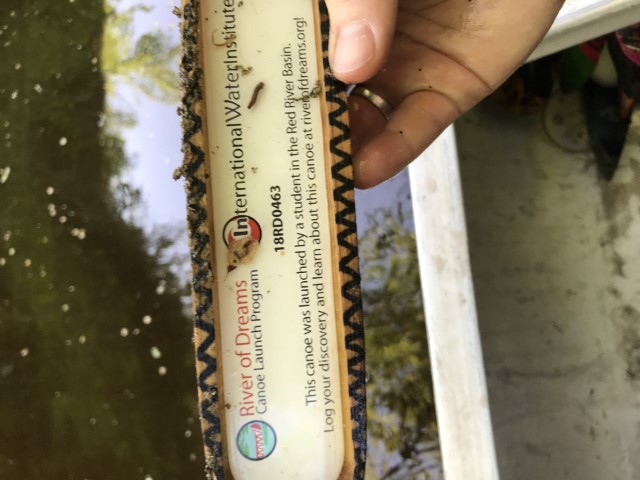 River of Dreams
Canoe Launch Program
InternationalWaterInstitute
18RD0463
This canoe was launched by a student in the Red River Basin.
Log your discovery and learn about this canoe at riverofdreams.org!